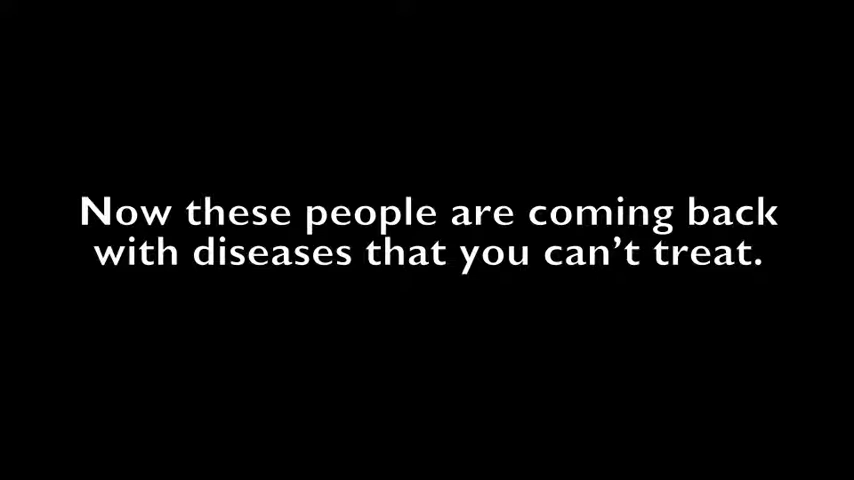 Now these people are coming back
with diseases that you can’t treat.